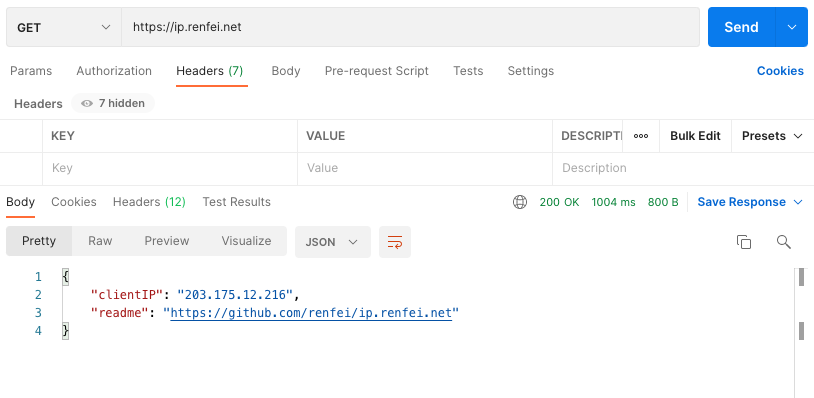 GET https://ip.renfei.net Send
Params Authorization Headers (7) Body Pre-request Script Tests Settings Cookies
Headers 7 hidden
KEY VALUE DESCRIPTI ooo Bulk Edit Presets
Key Value Description
Body Cookies Headers (12) Test Results 200 OK 1004 ms 800 B Save Response
Pretty Raw Preview Visualize JSON
1 {
2 "clientIP": "203.175.12.216",
3 "readme": "https://github.com/renfei/ip.renfei.net"
4 }